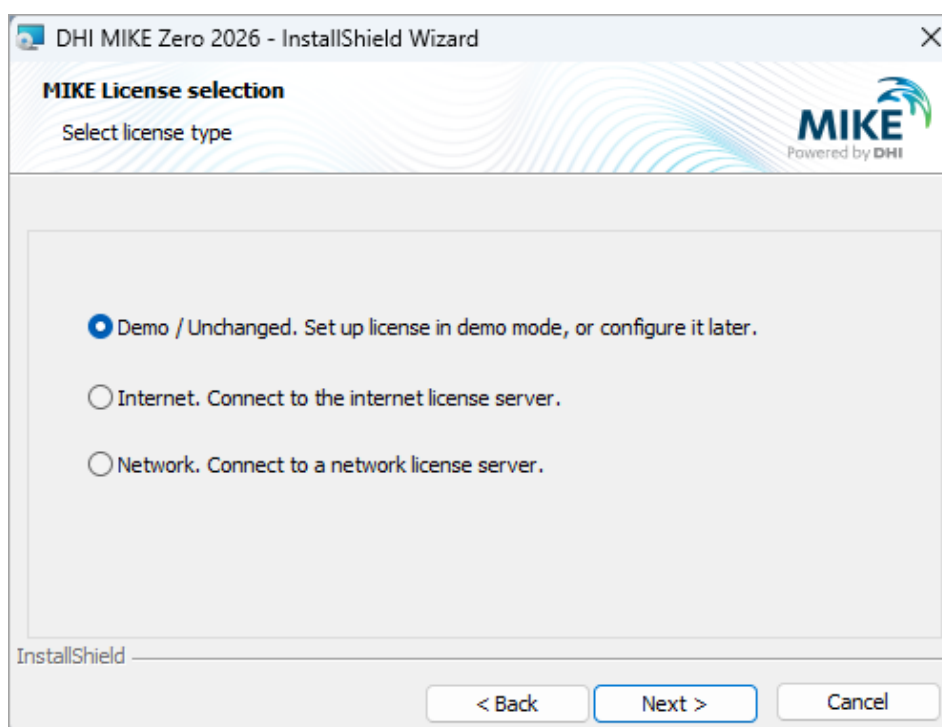 DHI MIKE Zero 2026 - InstallShield Wizard
MIKE License selection
Select license type
MIKE
Powered by DHI
Demo / Unchanged. Set up license in demo mode, or configure it later.
Internet. Connect to the internet license server.
Network. Connect to a network license server.
InstallShield
< Back
Next >
Cancel